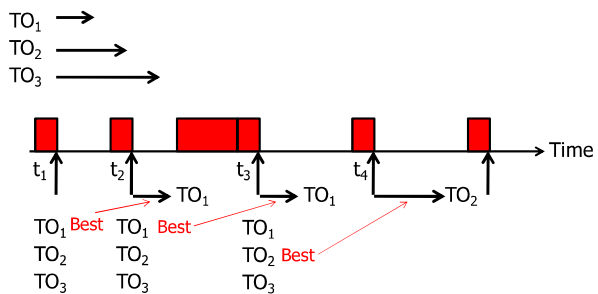 TO₁
TO₂
TO₃
Time
t₁
t₂
t₃
t₄
TO₁
TO₁
TO₂
TO₁ Best
TO₂
TO₃
TO₁ Best
TO₂
TO₃
TO₁
TO₂ Best
TO₃